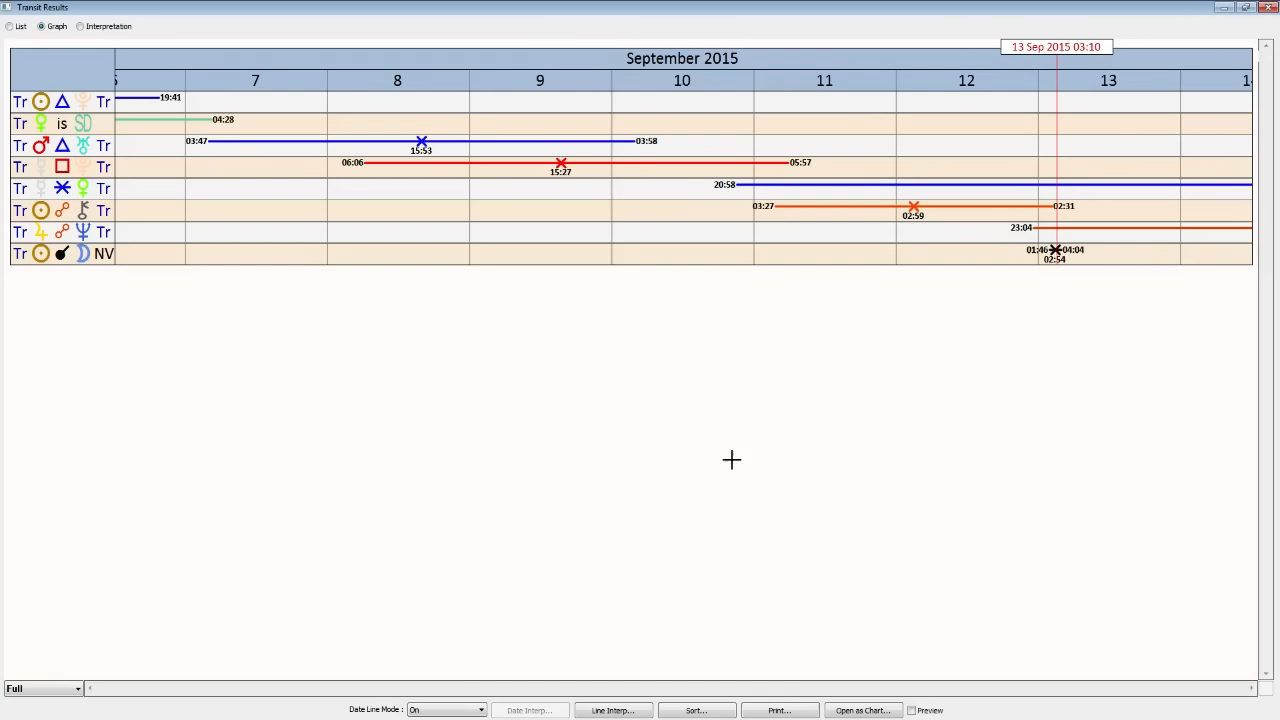 Transit Results
List Graph Interpretation
13 Sep 2015 03:10
September 2015
7 8 9 10 11 12 13
Tr Tr 19:41
Tr is SD 04:28
Tr Tr 03:47 15:53 03:58
Tr Tr 06:06 15:27 05:57
Tr Tr 20:58
Tr Tr 03:27 02:59 02:31
Tr Tr 23:04
Tr NV 01:46 04:04
02:54
Full
Date Line Mode : On Date Interp... Line Interp... Sort... Print... Open as Chart... Preview